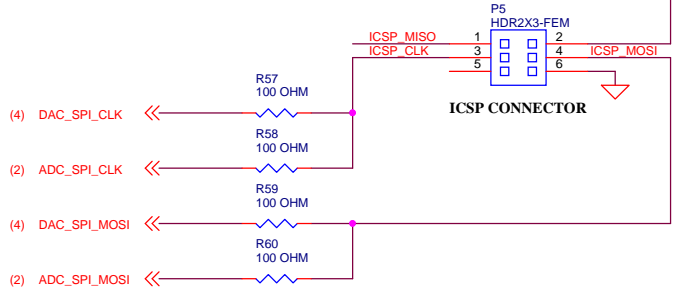 P5
HDR2X3-FEM
ICSP_MISO 1 2
ICSP_CLK 3 4 ICSP_MOSI
5 6
ICSP CONNECTOR
R57
100 OHM
(4) DAC_SPI_CLK
R58
100 OHM
(2) ADC_SPI_CLK
R59
100 OHM
(4) DAC_SPI_MOSI
R60
100 OHM
(2) ADC_SPI_MOSI